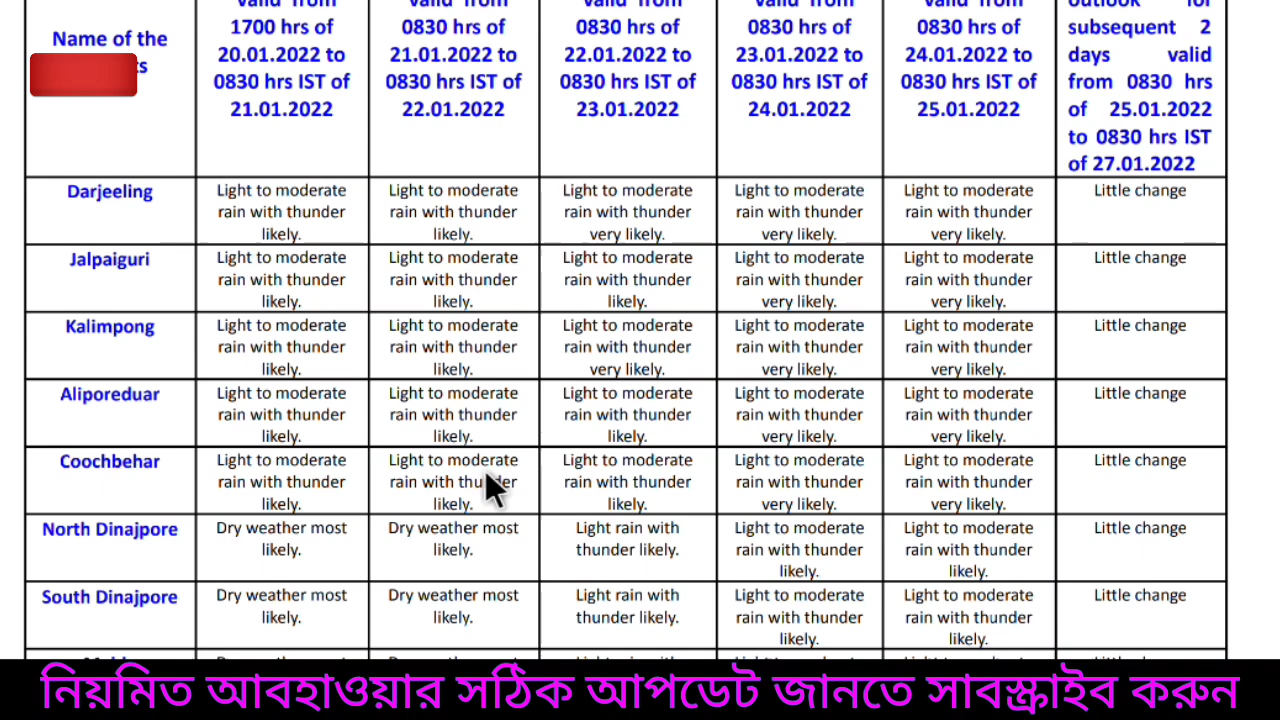 Name of the
valid from
1700 hrs of
20.01.2022 to
0830 hrs IST of
21.01.2022
valid from
0830 hrs of
21.01.2022 to
0830 hrs IST of
22.01.2022
valid from
0830 hrs of
22.01.2022 to
0830 hrs IST of
23.01.2022
valid from
0830 hrs of
23.01.2022 to
0830 hrs IST of
24.01.2022
valid from
0830 hrs of
24.01.2022 to
0830 hrs IST of
25.01.2022
outlook for
subsequent 2
days valid
from 0830 hrs
of 25.01.2022
to 0830 hrs IST
of 27.01.2022
Darjeeling
Light to moderate
rain with thunder
likely.
Light to moderate
rain with thunder
likely.
Light to moderate
rain with thunder
very likely.
Light to moderate
rain with thunder
very likely.
Light to moderate
rain with thunder
very likely.
Little change
Jalpaiguri
Light to moderate
rain with thunder
likely.
Light to moderate
rain with thunder
likely.
Light to moderate
rain with thunder
likely.
Light to moderate
rain with thunder
very likely.
Light to moderate
rain with thunder
very likely.
Little change
Kalimpong
Light to moderate
rain with thunder
likely.
Light to moderate
rain with thunder
likely.
Light to moderate
rain with thunder
very likely.
Light to moderate
rain with thunder
very likely.
Light to moderate
rain with thunder
very likely.
Little change
Aliporeduar
Light to moderate
rain with thunder
likely.
Light to moderate
rain with thunder
likely.
Light to moderate
rain with thunder
likely.
Light to moderate
rain with thunder
very likely.
Light to moderate
rain with thunder
very likely.
Little change
Coochbehar
Light to moderate
rain with thunder
likely.
Light to moderate
rain with thunder
likely.
Light to moderate
rain with thunder
likely.
Light to moderate
rain with thunder
very likely.
Light to moderate
rain with thunder
very likely.
Little change
North Dinajpore
Dry weather most
likely.
Dry weather most
likely.
Light rain with
thunder likely.
Light to moderate
rain with thunder
likely.
Light to moderate
rain with thunder
likely.
Little change
South Dinajpore
Dry weather most
likely.
Dry weather most
likely.
Light rain with
thunder likely.
Light to moderate
rain with thunder
likely.
Light to moderate
rain with thunder
likely.
Little change
নিয়মিত আবহাওয়ার সঠিক আপডেট জানতে সাবস্ক্রাইব করুন